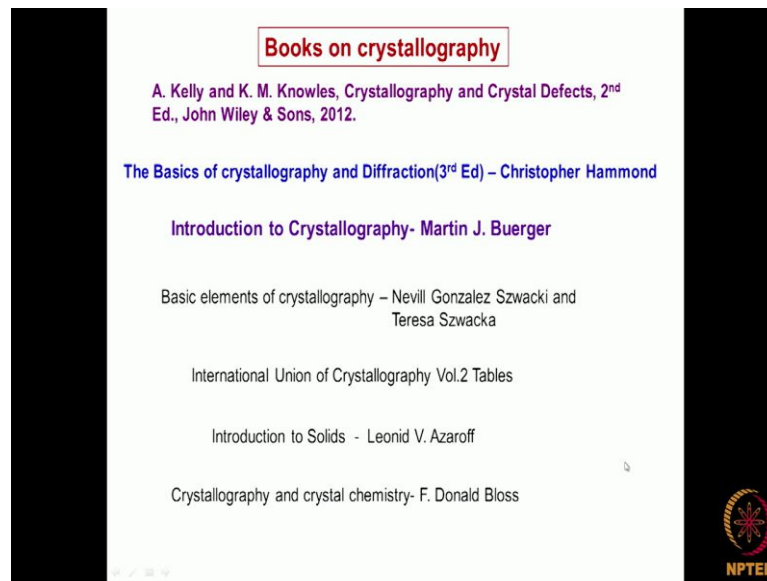 Books on crystallography
A. Kelly and K. M. Knowles, Crystallography and Crystal Defects, 2nd
Ed., John Wiley & Sons, 2012.
The Basics of crystallography and Diffraction(3rd Ed) – Christopher Hammond
Introduction to Crystallography- Martin J. Buerger
Basic elements of crystallography – Nevill Gonzalez Szwacki and
Teresa Szwacka
International Union of Crystallography Vol.2 Tables
Introduction to Solids - Leonid V. Azaroff
Crystallography and crystal chemistry- F. Donald Bloss
NPTEL